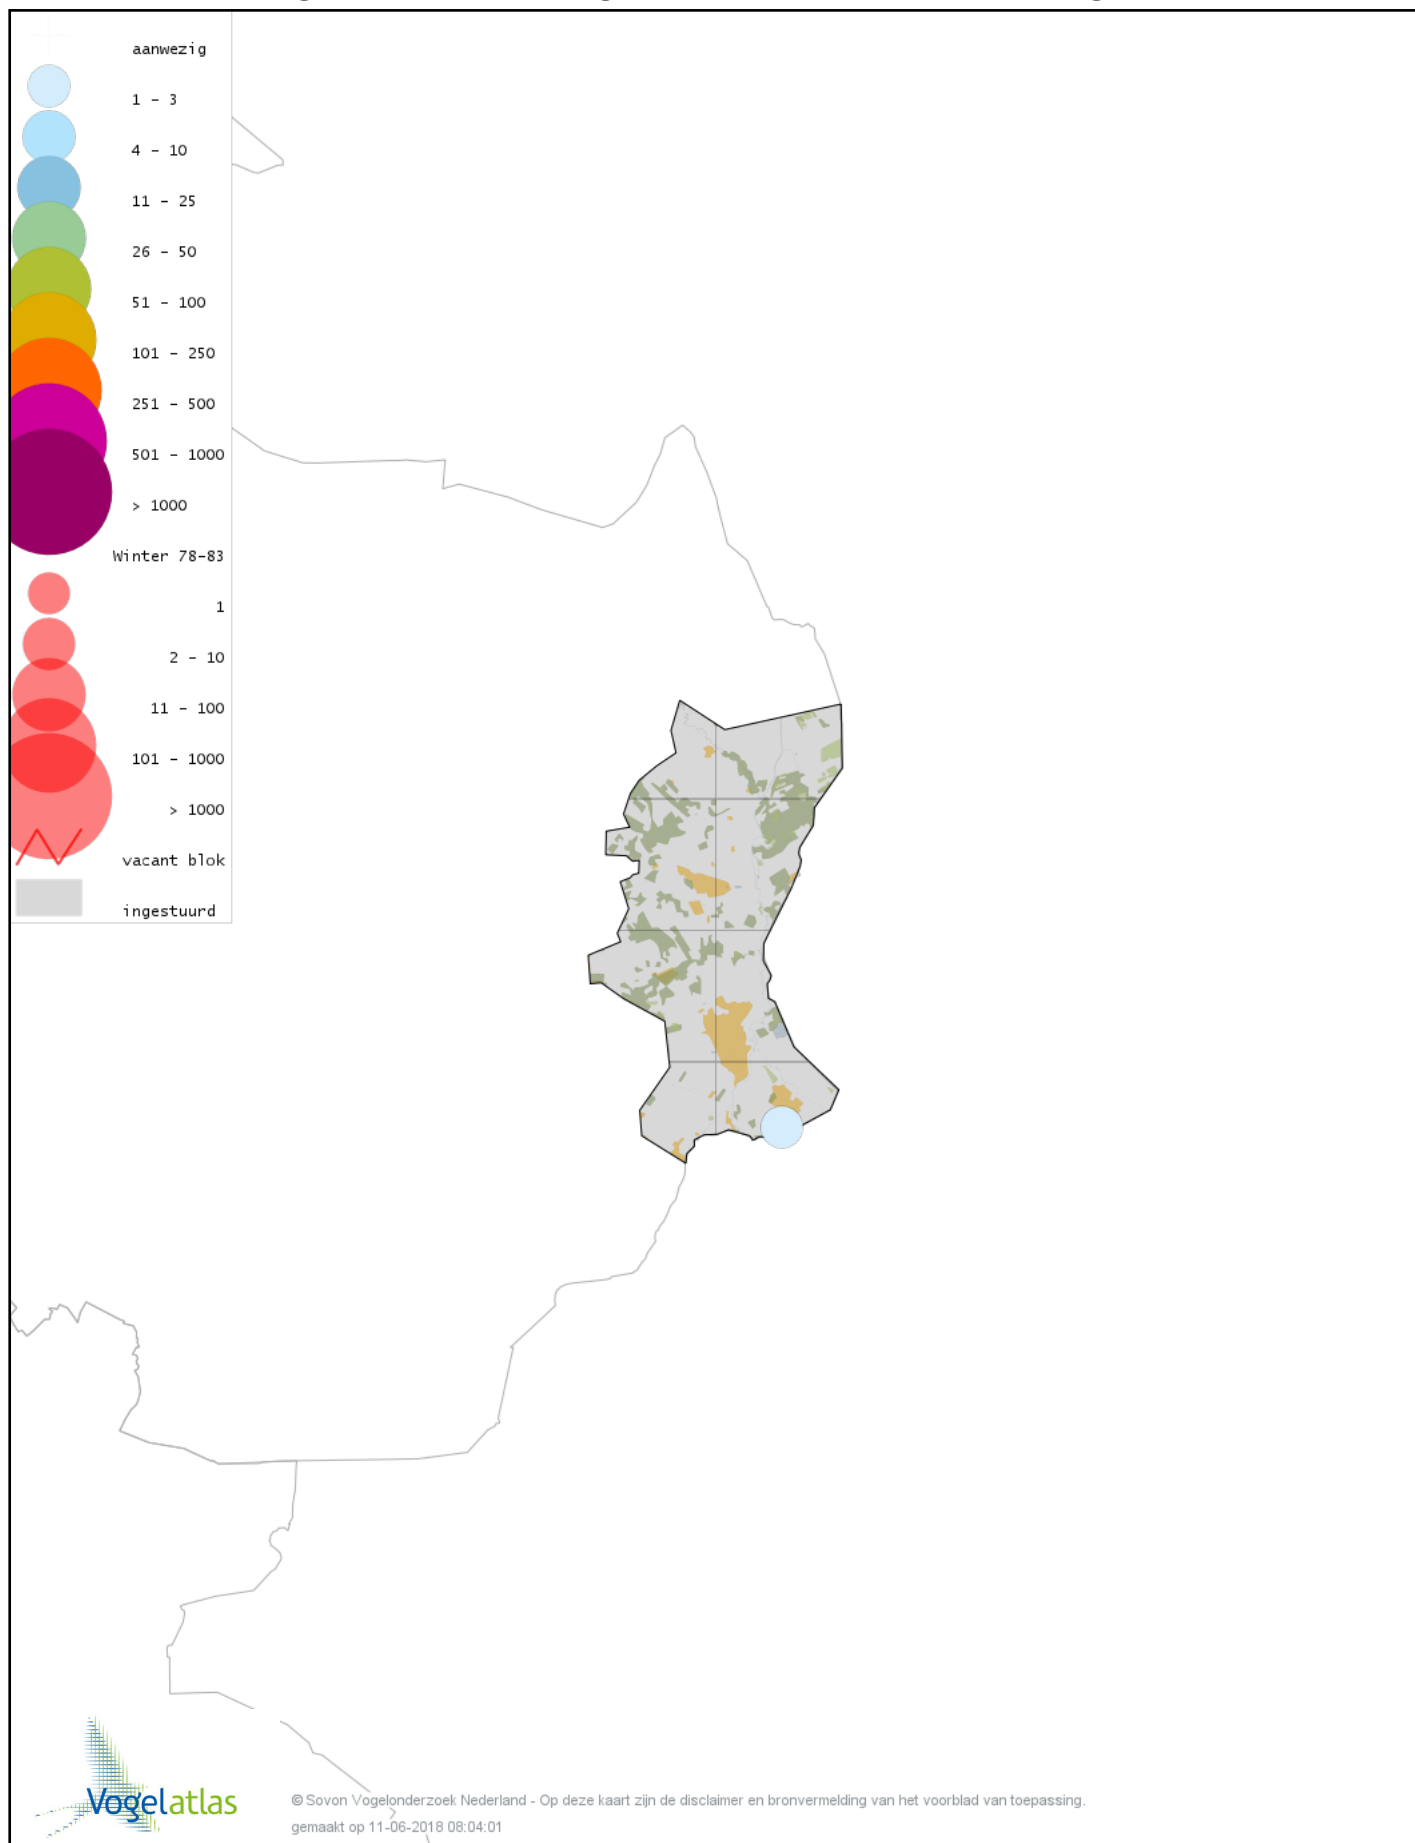 aanwezig
1 - 3
4 - 10
11 - 25
26 - 50
51 - 100
101 - 250
251 - 500
501 - 1000
> 1000
Winter 78-83
1
2 - 10
11 - 100
101 - 1000
> 1000
vacant blok
ingestuurd
Vogelatlas
© Sovon Vogelonderzoek Nederland - Op deze kaart zijn de disclaimer en bronvermelding van het voorblad van toepassing.
gemaakt op 11-06-2018 08:04:01